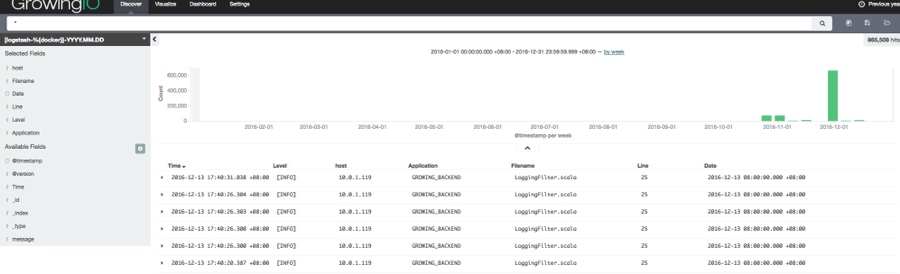 GrowingIO
Discover Visualize Dashboard Settings
Previous yea
*
[logstash-%{docker}]-YYYY.MM.DD
865,508 hits
Selected Fields
t host
t Filename
Date
t Line
t Level
t Application
Available Fields
@timestamp
t @version
t Time
t _id
t _index
t _type
t message
2016-01-01 00:00:00.000 +08:00 - 2016-12-31 23:59:59.999 +08:00 — by week
Count
600,000
400,000
200,000
0
2016-02-01 2016-03-01 2016-04-01 2016-05-01 2016-06-01 2016-07-01 2016-08-01 2016-09-01 2016-10-01 2016-11-01 2016-12-01
@timestamp per week
Time Level host Application Filename Line Date
2016-12-13 17:40:31.038 +08:00 [INFO] 10.0.1.119 GROWING_BACKEND LoggingFilter.scala 25 2016-12-13 08:00:00.000 +08:00
2016-12-13 17:40:26.304 +08:00 [INFO] 10.0.1.119 GROWING_BACKEND LoggingFilter.scala 25 2016-12-13 08:00:00.000 +08:00
2016-12-13 17:40:26.303 +08:00 [INFO] 10.0.1.119 GROWING_BACKEND LoggingFilter.scala 25 2016-12-13 08:00:00.000 +08:00
2016-12-13 17:40:26.300 +08:00 [INFO] 10.0.1.119 GROWING_BACKEND LoggingFilter.scala 25 2016-12-13 08:00:00.000 +08:00
2016-12-13 17:40:26.300 +08:00 [INFO] 10.0.1.119 GROWING_BACKEND LoggingFilter.scala 25 2016-12-13 08:00:00.000 +08:00
2016-12-13 17:40:20.387 +08:00 [INFO] 10.0.1.119 GROWING_BACKEND LoggingFilter.scala 25 2016-12-13 08:00:00.000 +08:00